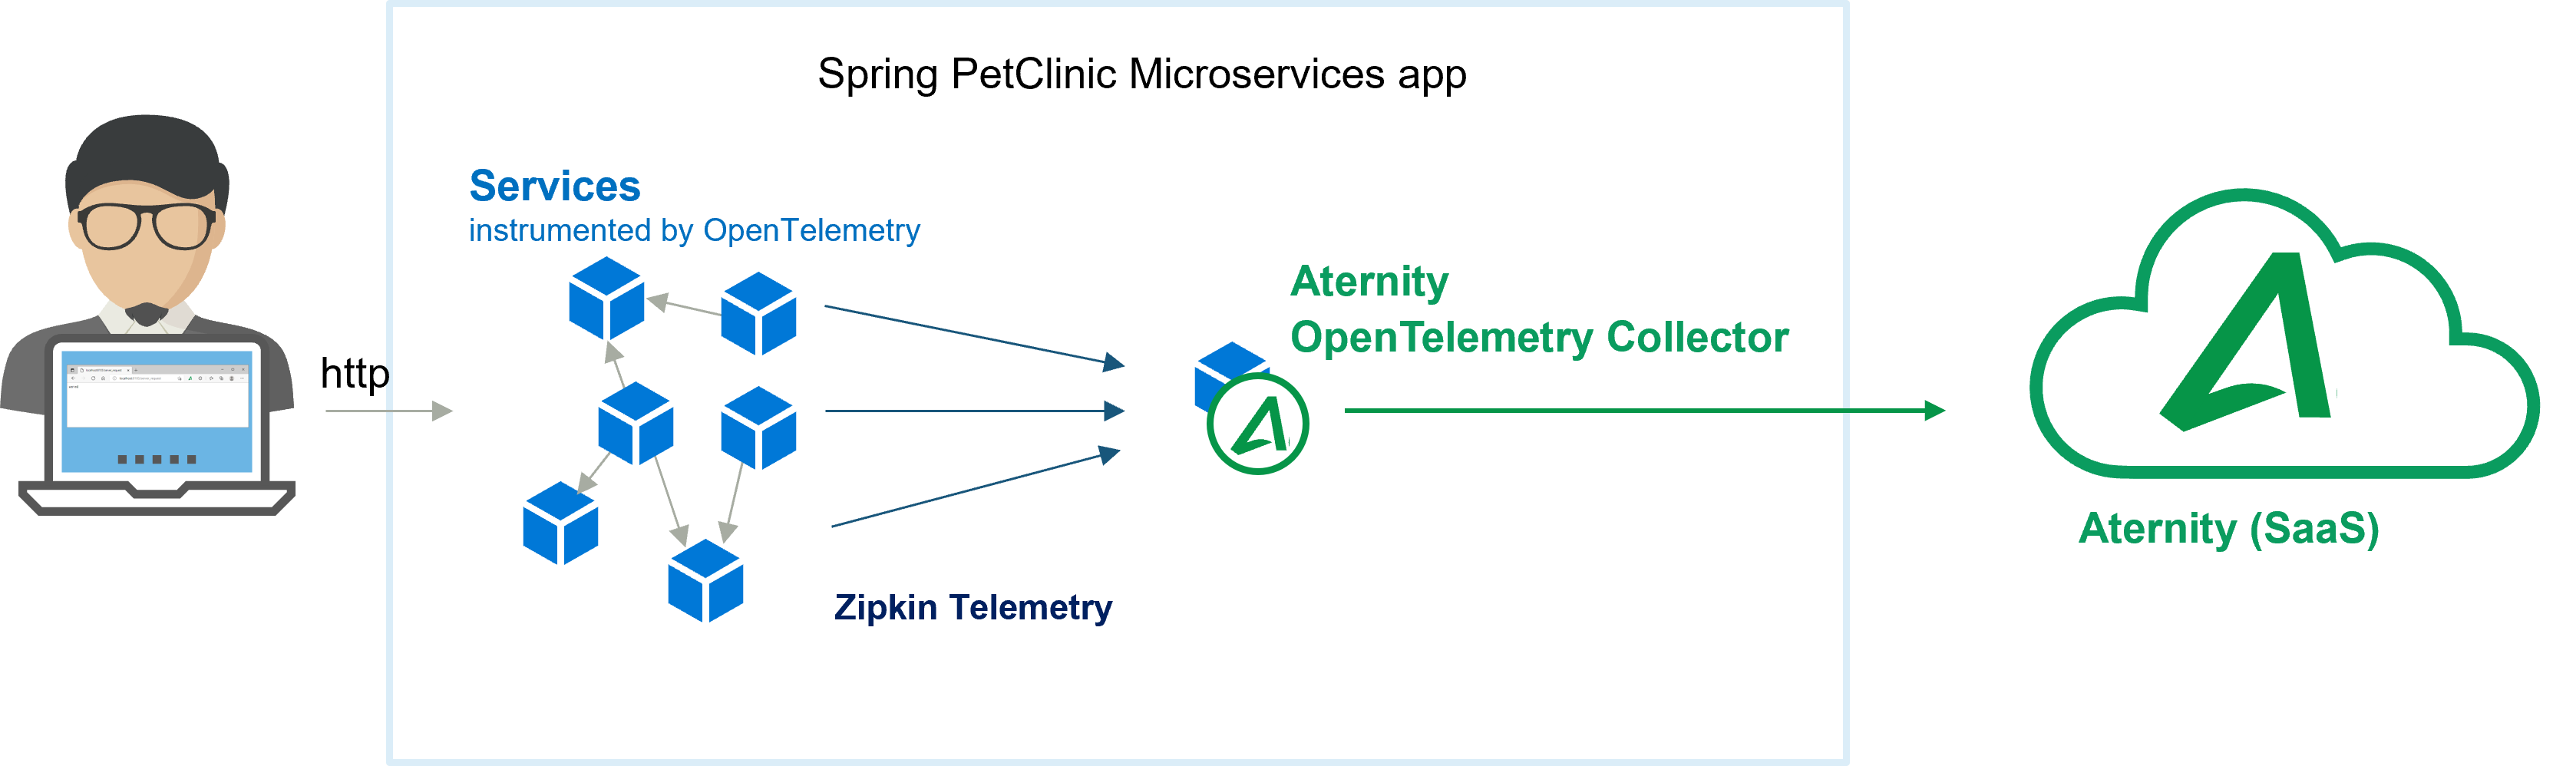 Spring PetClinic Microservices app
Services
instrumented by OpenTelemetry
http
Aternity
OpenTelemetry Collector
Zipkin Telemetry
Aternity (SaaS)